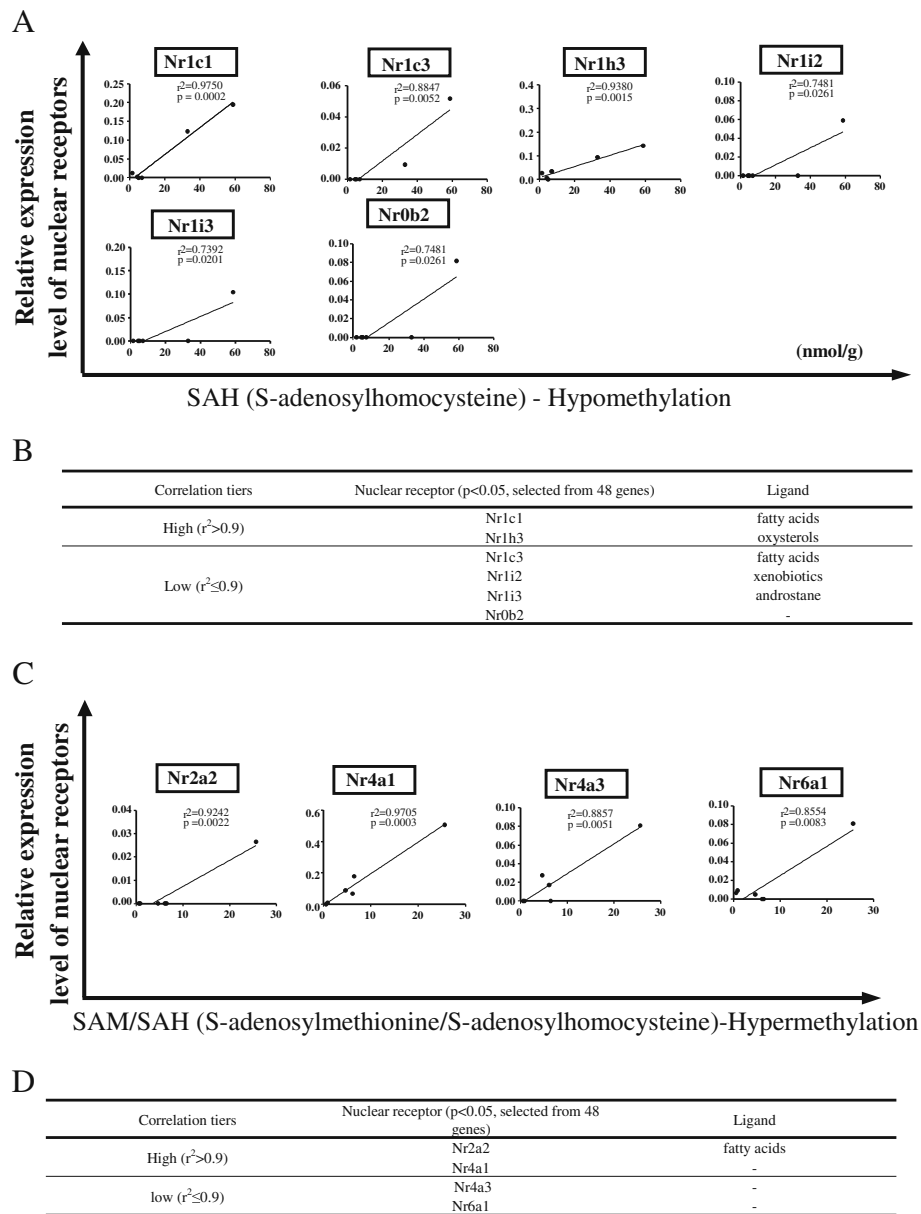 A
Relative expression
level of nuclear receptors
Nr1c1
r2=0.9750
p = 0.0002
0.25
0.20
0.15
0.10
0.05
0.00
0 20 40 60 80
Nr1c3
r2=0.8847
p =0.0052
0.06
0.04
0.02
0.00
0 20 40 60 80
Nr1h3
r2=0.9380
p =0.0015
0.4
0.3
0.2
0.1
0.0
0 20 40 60 80
Nr1i2
r2=0.7481
p =0.0261
0.10
0.08
0.06
0.04
0.02
0.00
0 20 40 60 80
Nr1i3
r2=0.7392
p =0.0201
0.20
0.15
0.10
0.05
0.00
0 20 40 60 80
Nr0b2
r2=0.7481
p =0.0261
0.10
0.08
0.06
0.04
0.02
0.00
0 20 40 60 80
(nmol/g)
SAH (S-adenosylhomocysteine) - Hypomethylation
B
Correlation tiers Nuclear receptor (p<0.05, selected from 48 genes) Ligand
High (r2>0.9)
Nr1c1 fatty acids
Nr1h3 oxysterols
Low (r2≤0.9)
Nr1c3 fatty acids
Nr1i2 xenobiotics
Nr1i3 androstane
Nr0b2 -
C
Relative expression
level of nuclear receptors
Nr2a2
r2=0.9242
p =0.0022
0.04
0.03
0.02
0.01
0.00
0 10 20 30
Nr4a1
r2=0.9705
p =0.0003
0.6
0.4
0.2
0.0
0 10 20 30
Nr4a3
r2=0.8857
p =0.0051
0.10
0.08
0.06
0.04
0.02
0.00
0 10 20 30
Nr6a1
r2=0.8554
p =0.0083
0.10
0.08
0.06
0.04
0.02
0.00
0 10 20 30
SAM/SAH (S-adenosylmethionine/S-adenosylhomocysteine)-Hypermethylation
D
Correlation tiers Nuclear receptor (p<0.05, selected from 48
genes) Ligand
High (r2>0.9)
Nr2a2 fatty acids
Nr4a1 -
low (r2≤0.9)
Nr4a3 -
Nr6a1 -